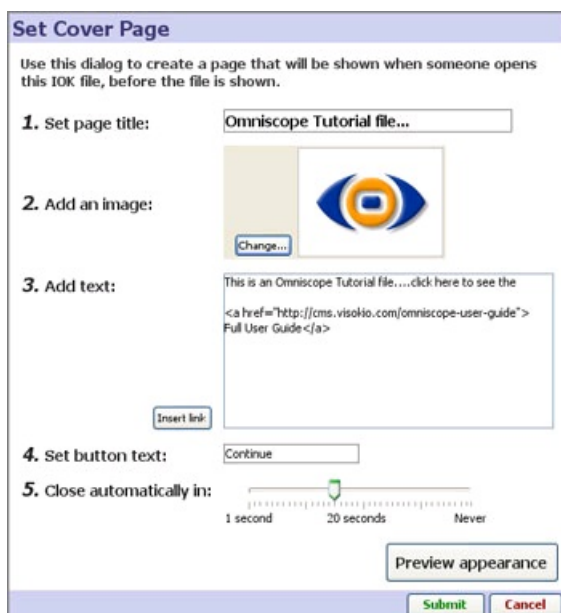 Set Cover Page
Use this dialog to create a page that will be shown when someone opens
this IOK file, before the file is shown.
1. Set page title:
Omniscope Tutorial file...
2. Add an image:
Change...
3. Add text:
This is an Omniscope Tutorial file....click here to see the
<a href="http://cms.visokio.com/omniscope-user-guide">
Full User Guide</a>
Insert link
4. Set button text:
Continue
5. Close automatically in:
1 second 20 seconds Never
Preview appearance
Submit Cancel